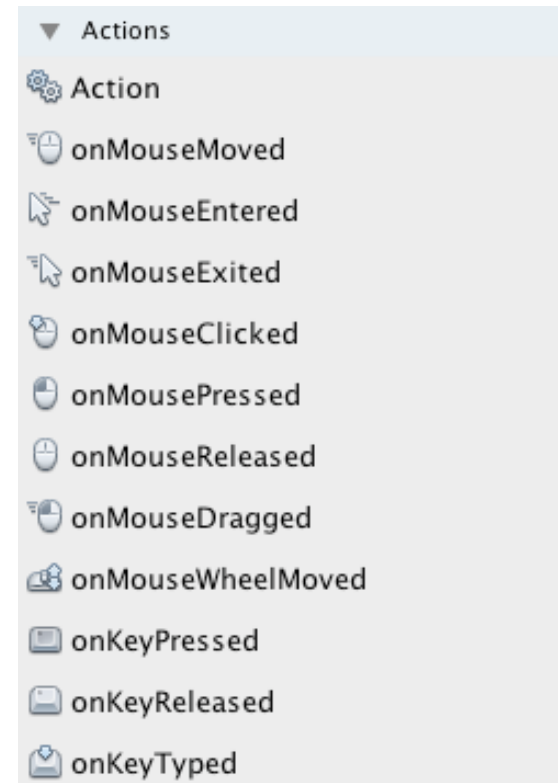 Actions
Action
onMouseMoved
onMouseEntered
onMouseExited
onMouseClicked
onMousePressed
onMouseReleased
onMouseDragged
onMouseWheelMoved
onKeyPressed
onKeyReleased
onKeyTyped